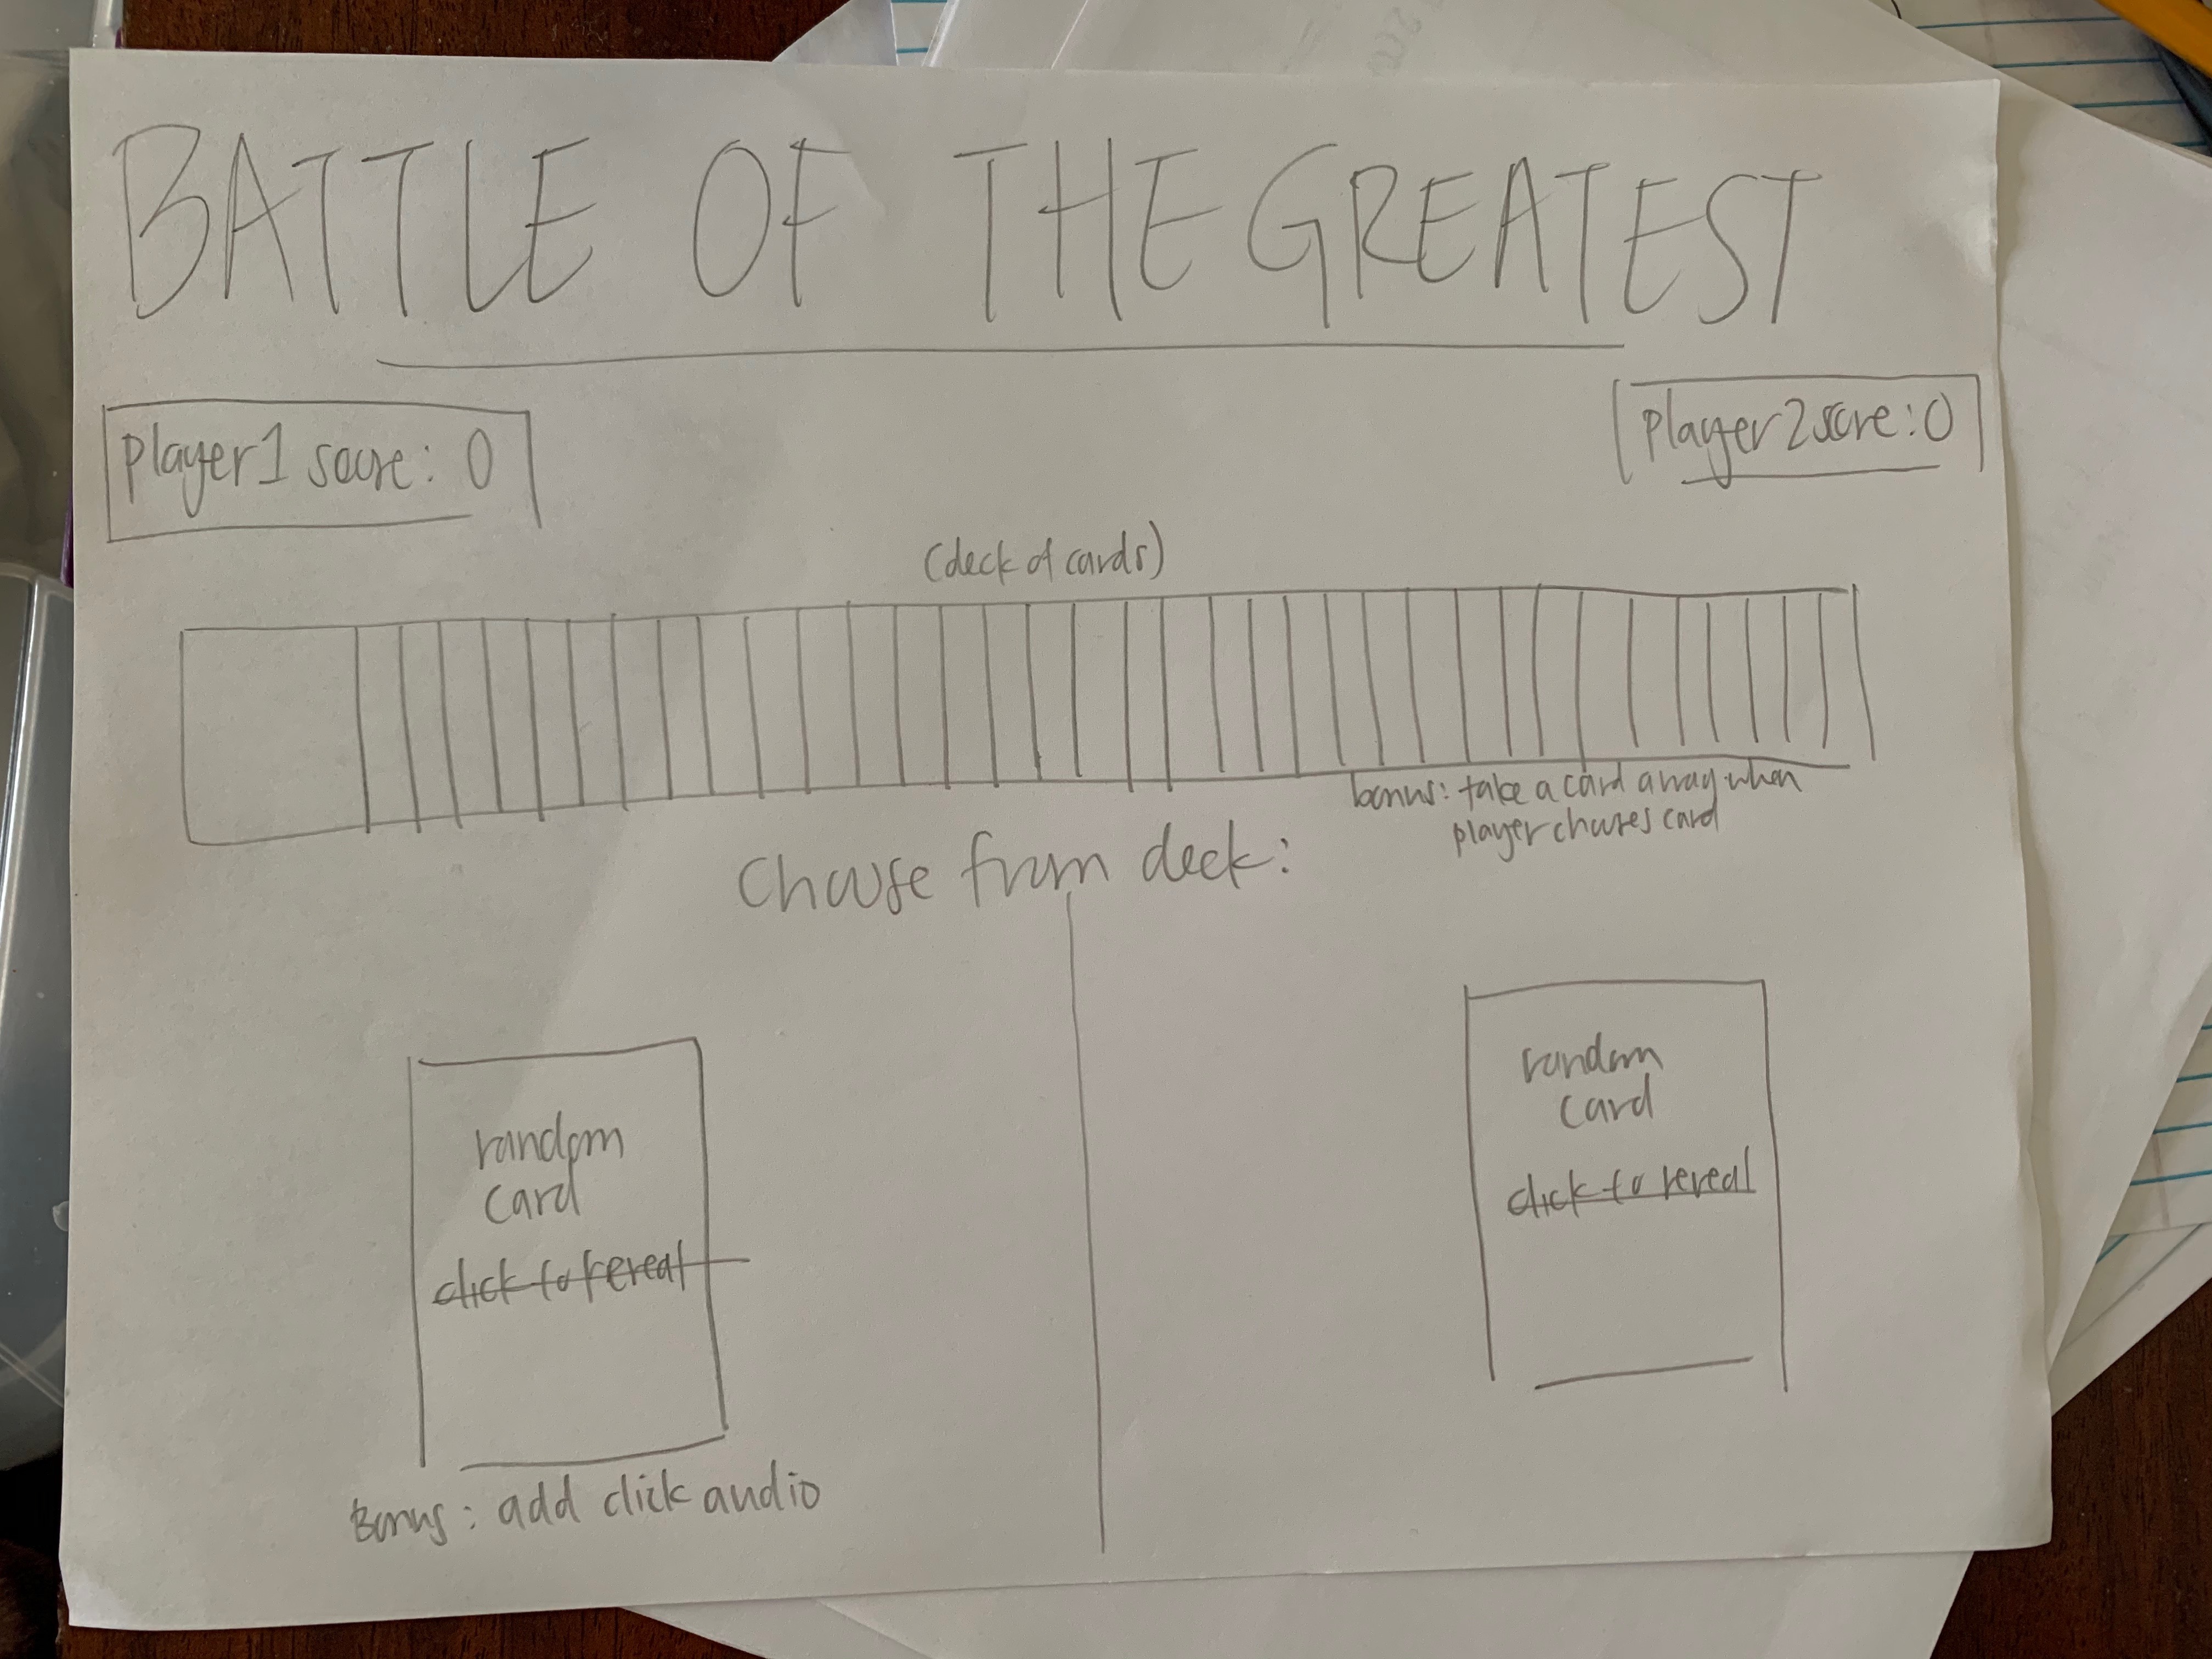 BATTLE OF THE GREATEST
player1 score: 0
player2 score: 0
(deck of cards)
bonus: take a card away when
player chooses card
Choose from deck:
random
card
click to reveal
random
card
click to reveal
Bonus: add click audio